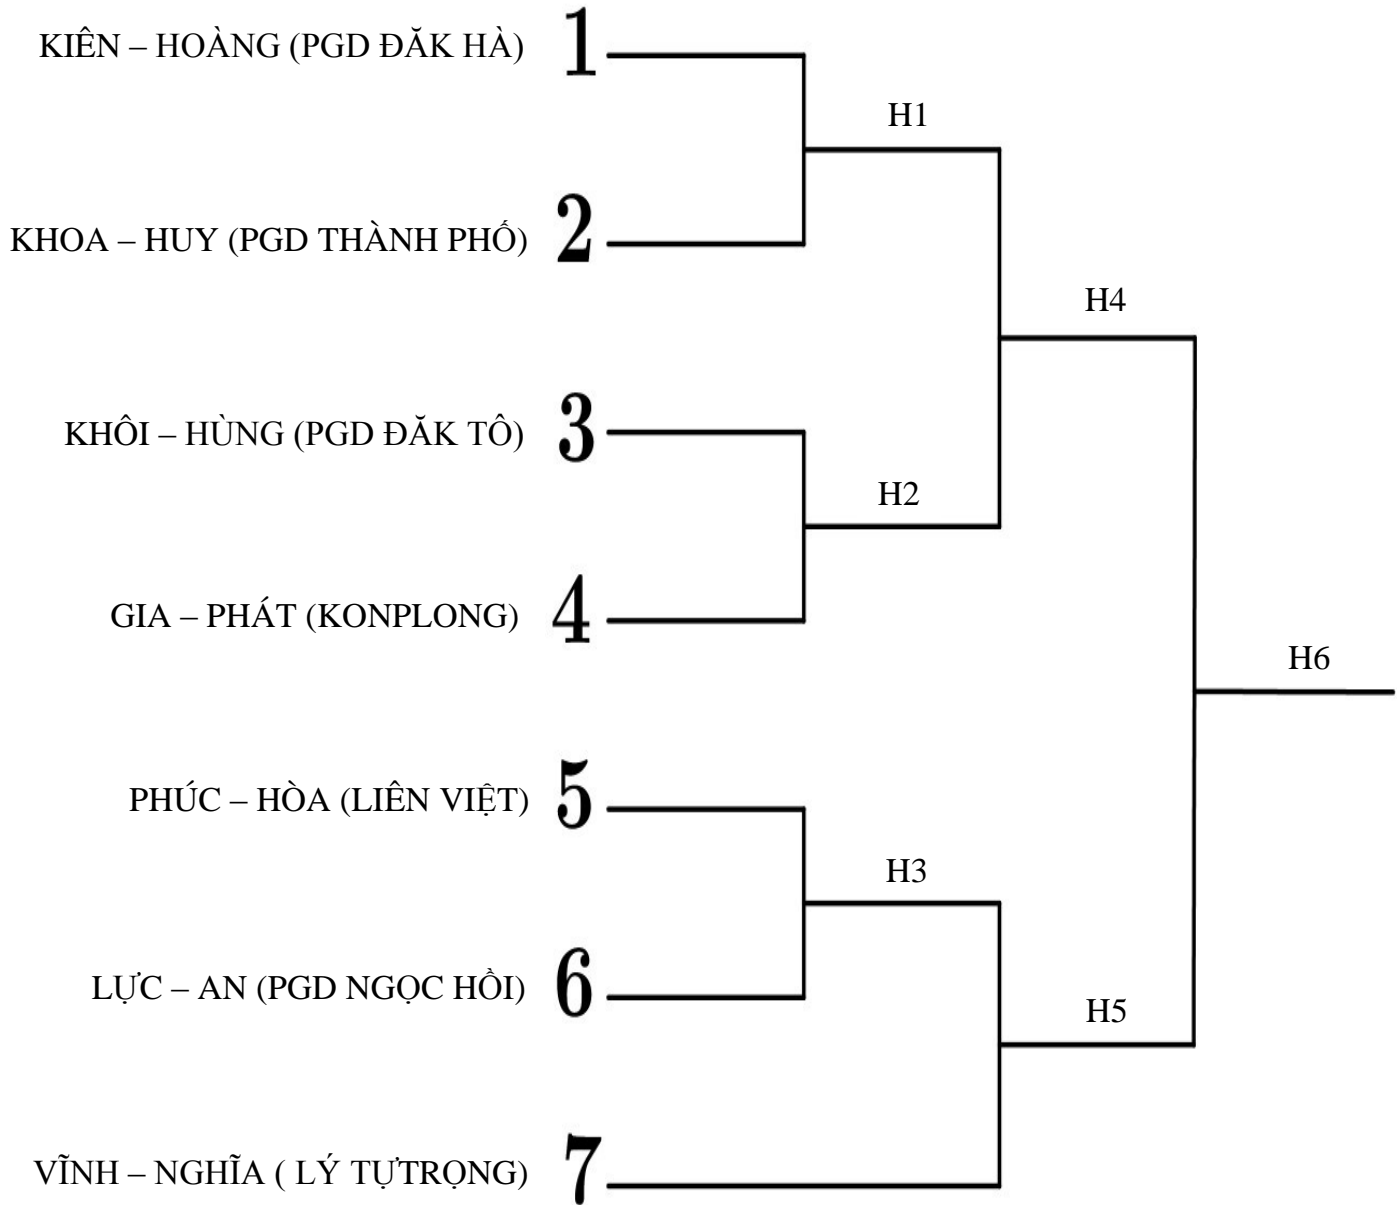 KIÊN – HOÀNG (PGD ĐĂK HÀ) 1
H1
KHOA – HUY (PGD THÀNH PHỐ) 2
H4
KHÔI – HÙNG (PGD ĐĂK TÔ) 3
H2
GIA – PHÁT (KONPLONG) 4
H6
PHÚC – HÒA (LIÊN VIỆT) 5
H3
LỰC – AN (PGD NGỌC HỒI) 6
H5
VĨNH – NGHĨA ( LÝ TỰTRỌNG) 7